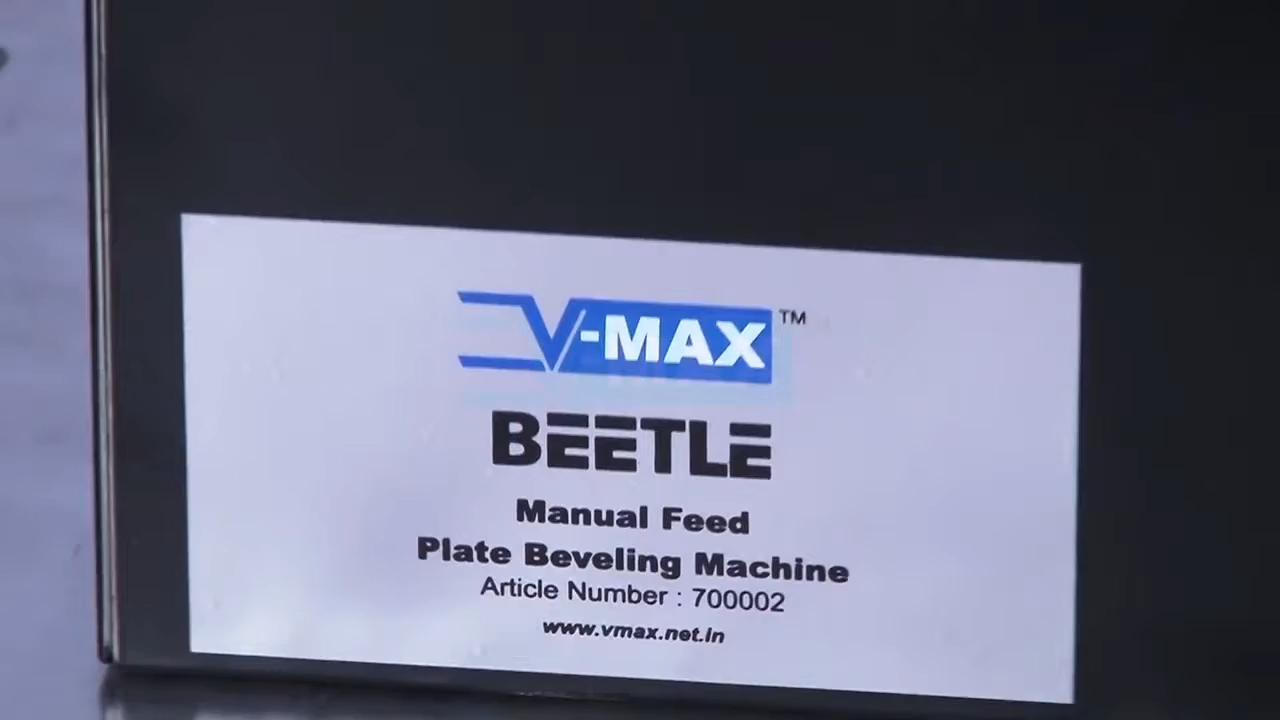 V-MAX™
BEETLE
Manual Feed
Plate Beveling Machine
Article Number : 700002
www.vmax.net.in